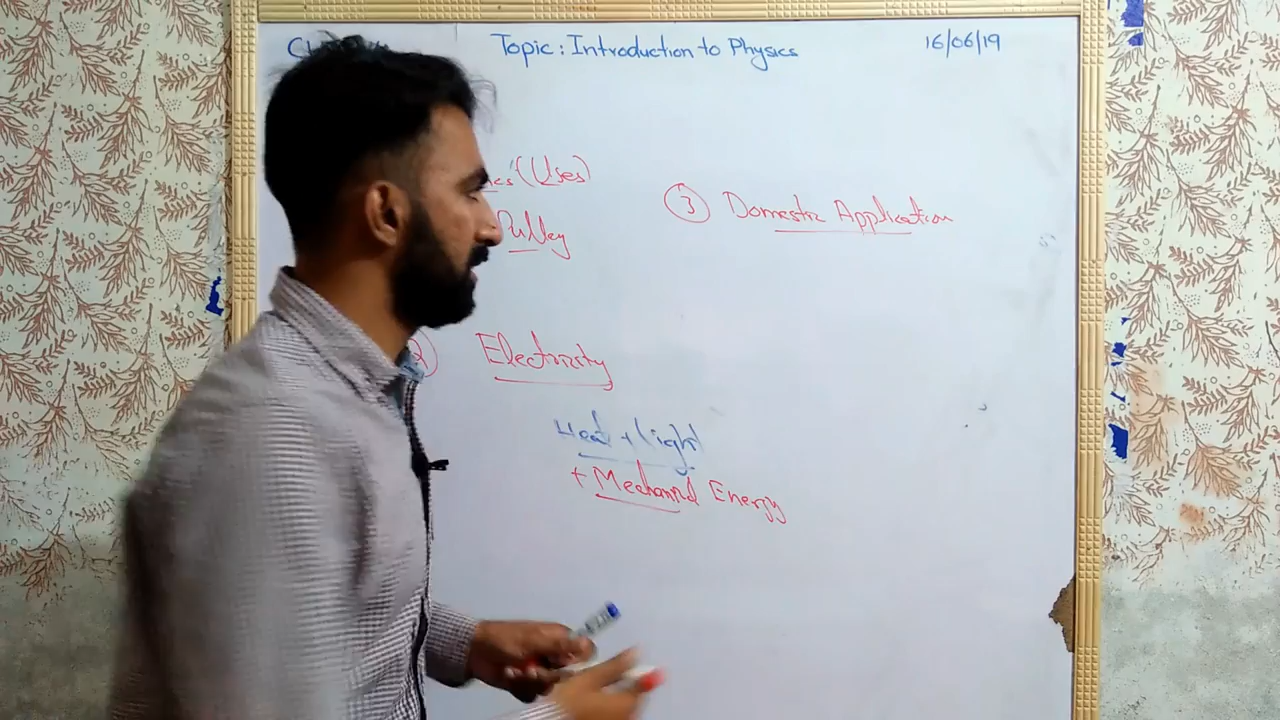 Topic: Introduction to Physics
16/06/19
(Uses)
Pulley
Electricity
Heat + light
+ Mechanical Energy
③ Domestic Application